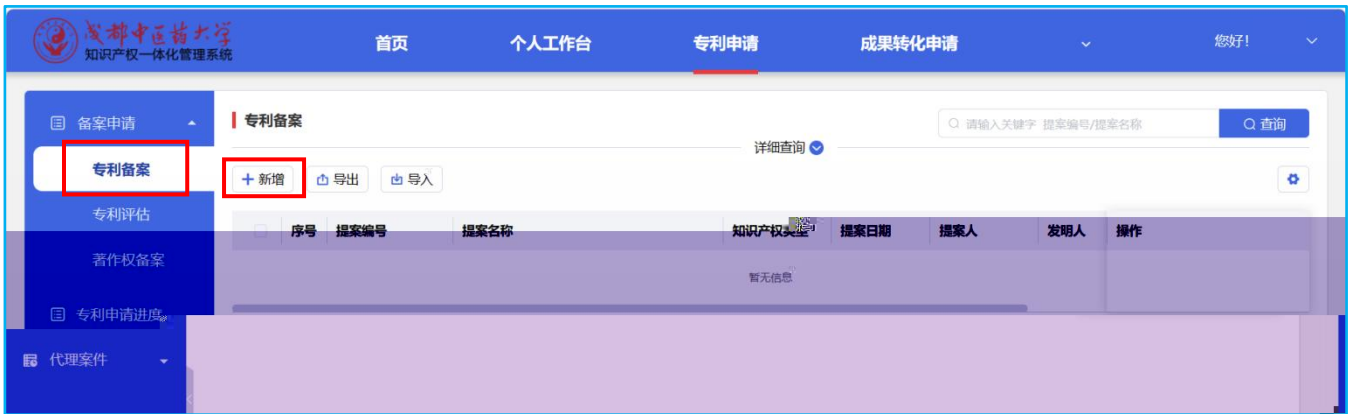 成都中医药大学
知识产权一体化管理系统
首页 个人工作台 专利申请 成果转化申请 您好!
备案申请
专利备案
专利评估
著作权备案
专利申请进度
代理案件
专利备案
请输入关键字 提案编号/提案名称 查询
详细查询
新增 导出 导入
序号 提案编号 提案名称 知识产权类型 提案日期 提案人 发明人 操作
暂无信息